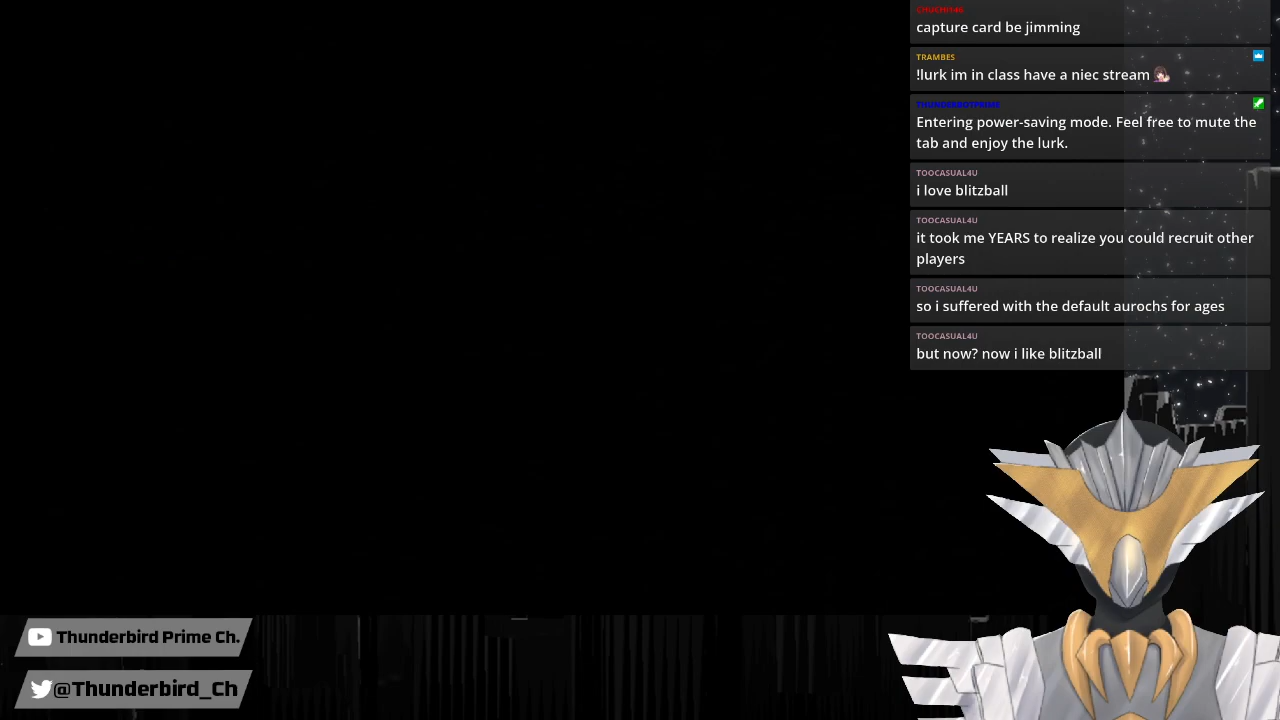 CHUCHII4G
capture card be jimming
TRAMBES
!lurk im in class have a niec stream
THUNDERBOTPRIME
Entering power-saving mode. Feel free to mute the
tab and enjoy the lurk.
TOOCASUAL4U
i love blitzball
TOOCASUAL4U
it took me YEARS to realize you could recruit other
players
TOOCASUAL4U
so i suffered with the default aurochs for ages
TOOCASUAL4U
but now? now i like blitzball
Thunderbird Prime Ch.
@Thunderbird_Ch